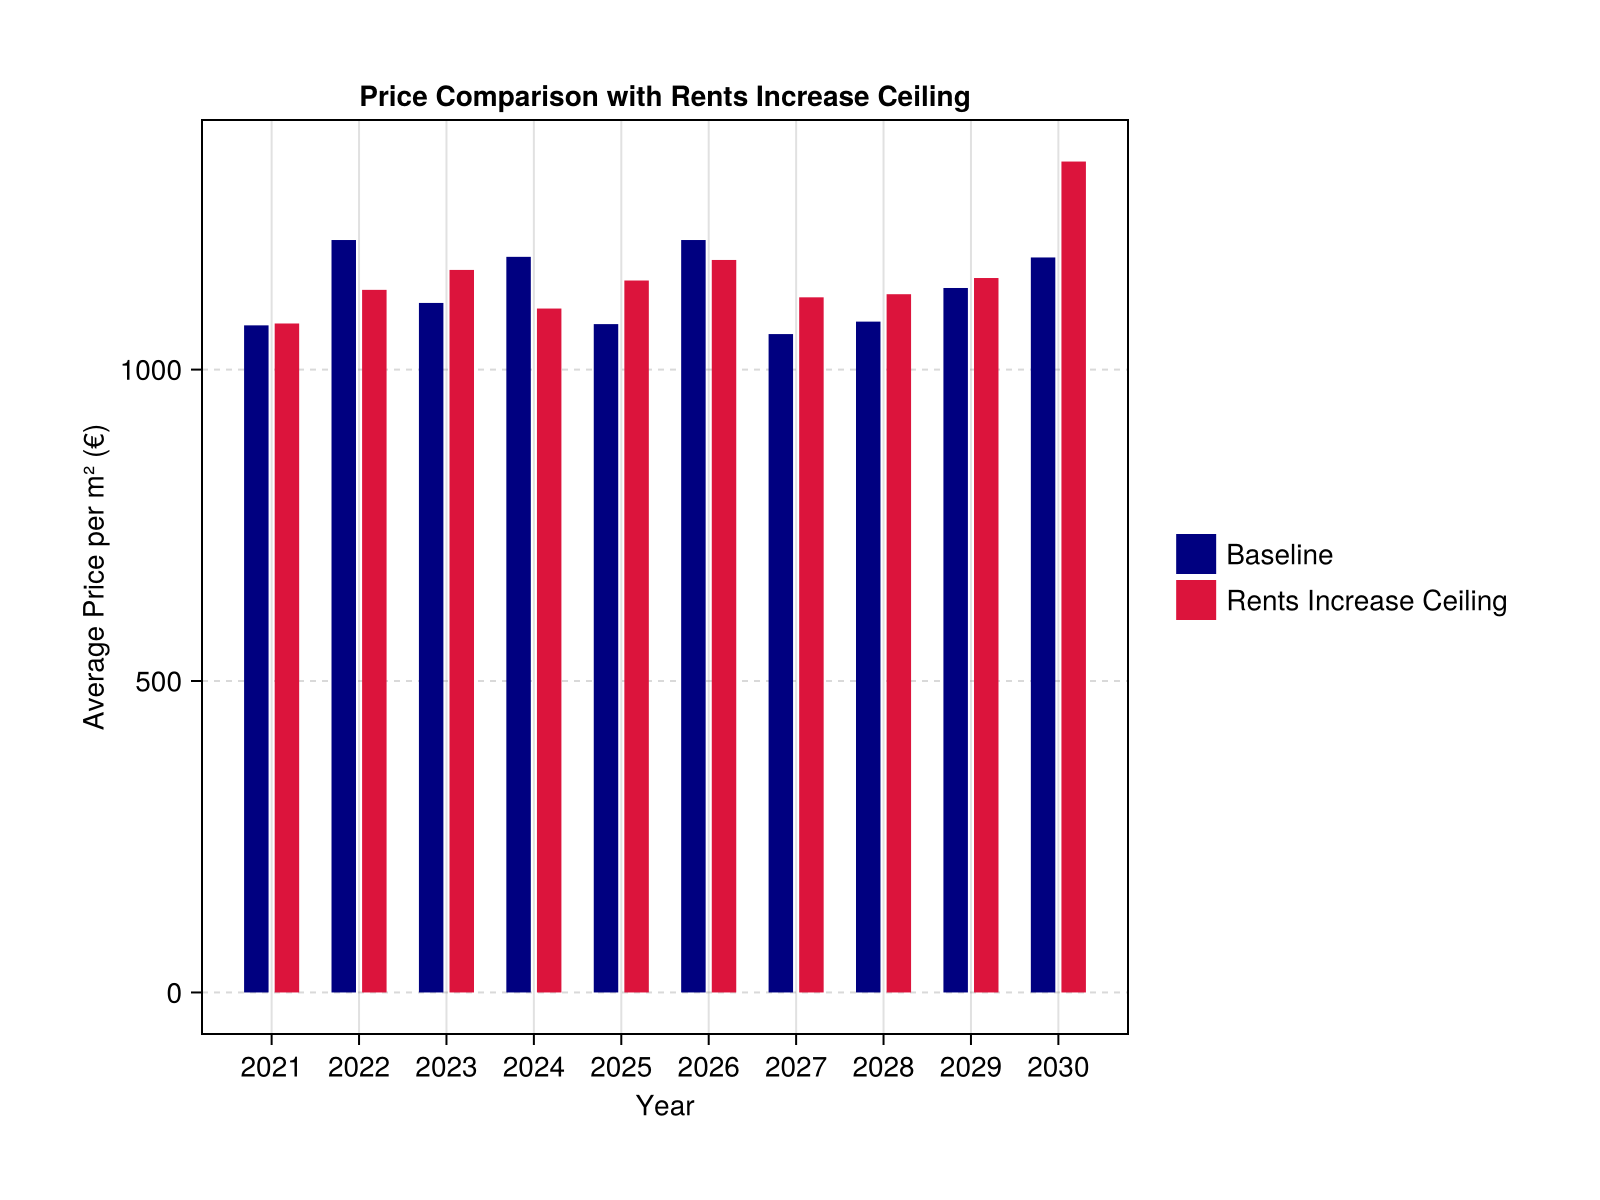 Price Comparison with Rents Increase Ceiling
Average Price per m² (€)
1000
500
0
2021 2022 2023 2024 2025 2026 2027 2028 2029 2030
Year
Baseline
Rents Increase Ceiling